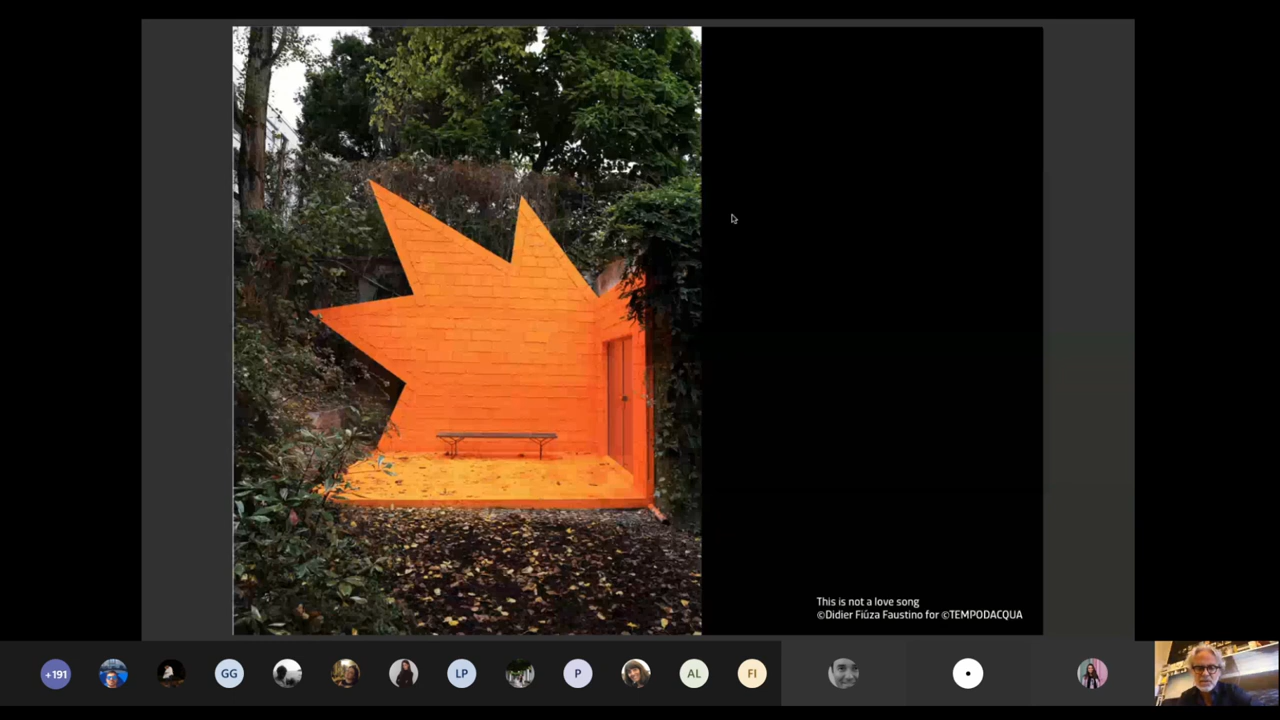 This is not a love song
©Didier Fiúza Faustino for ©TEMPODACQUA
+191
GG
LP
P
AL
FI